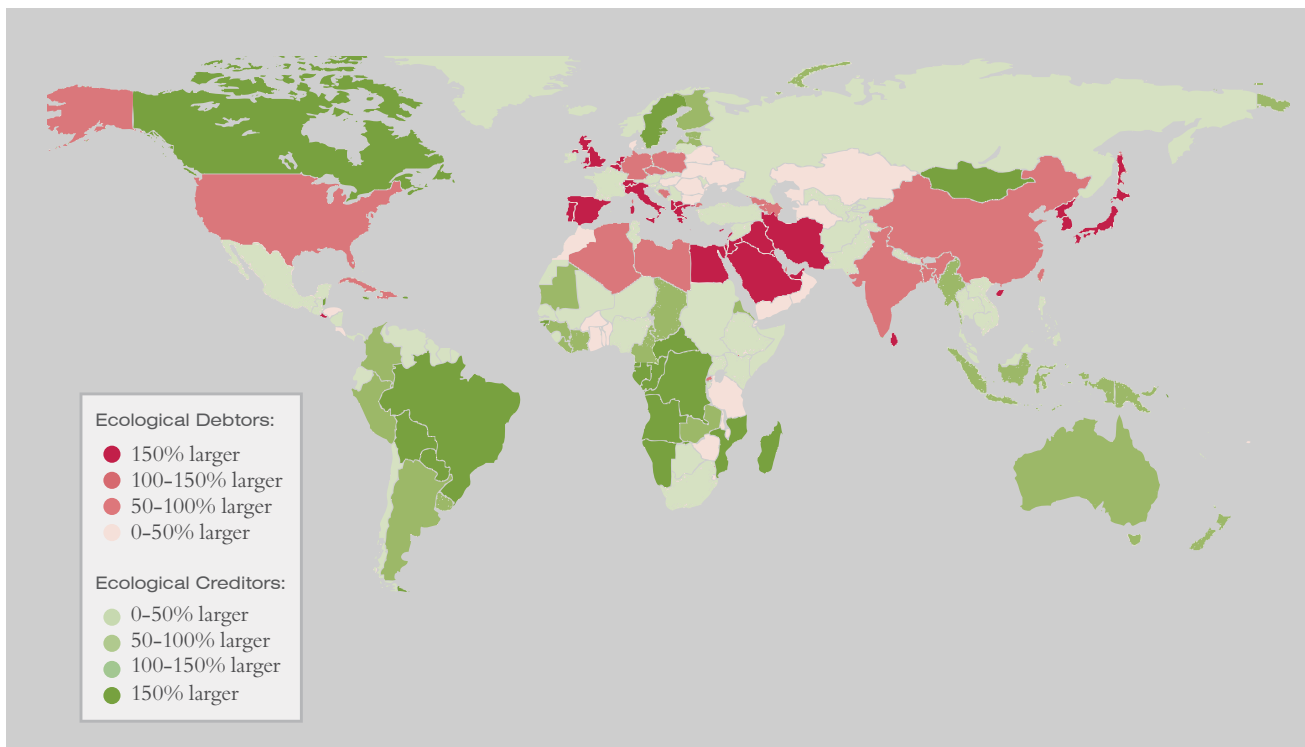 Ecological Debtors:
150% larger
100-150% larger
50-100% larger
0-50% larger
Ecological Creditors:
0-50% larger
50-100% larger
100-150% larger
150% larger